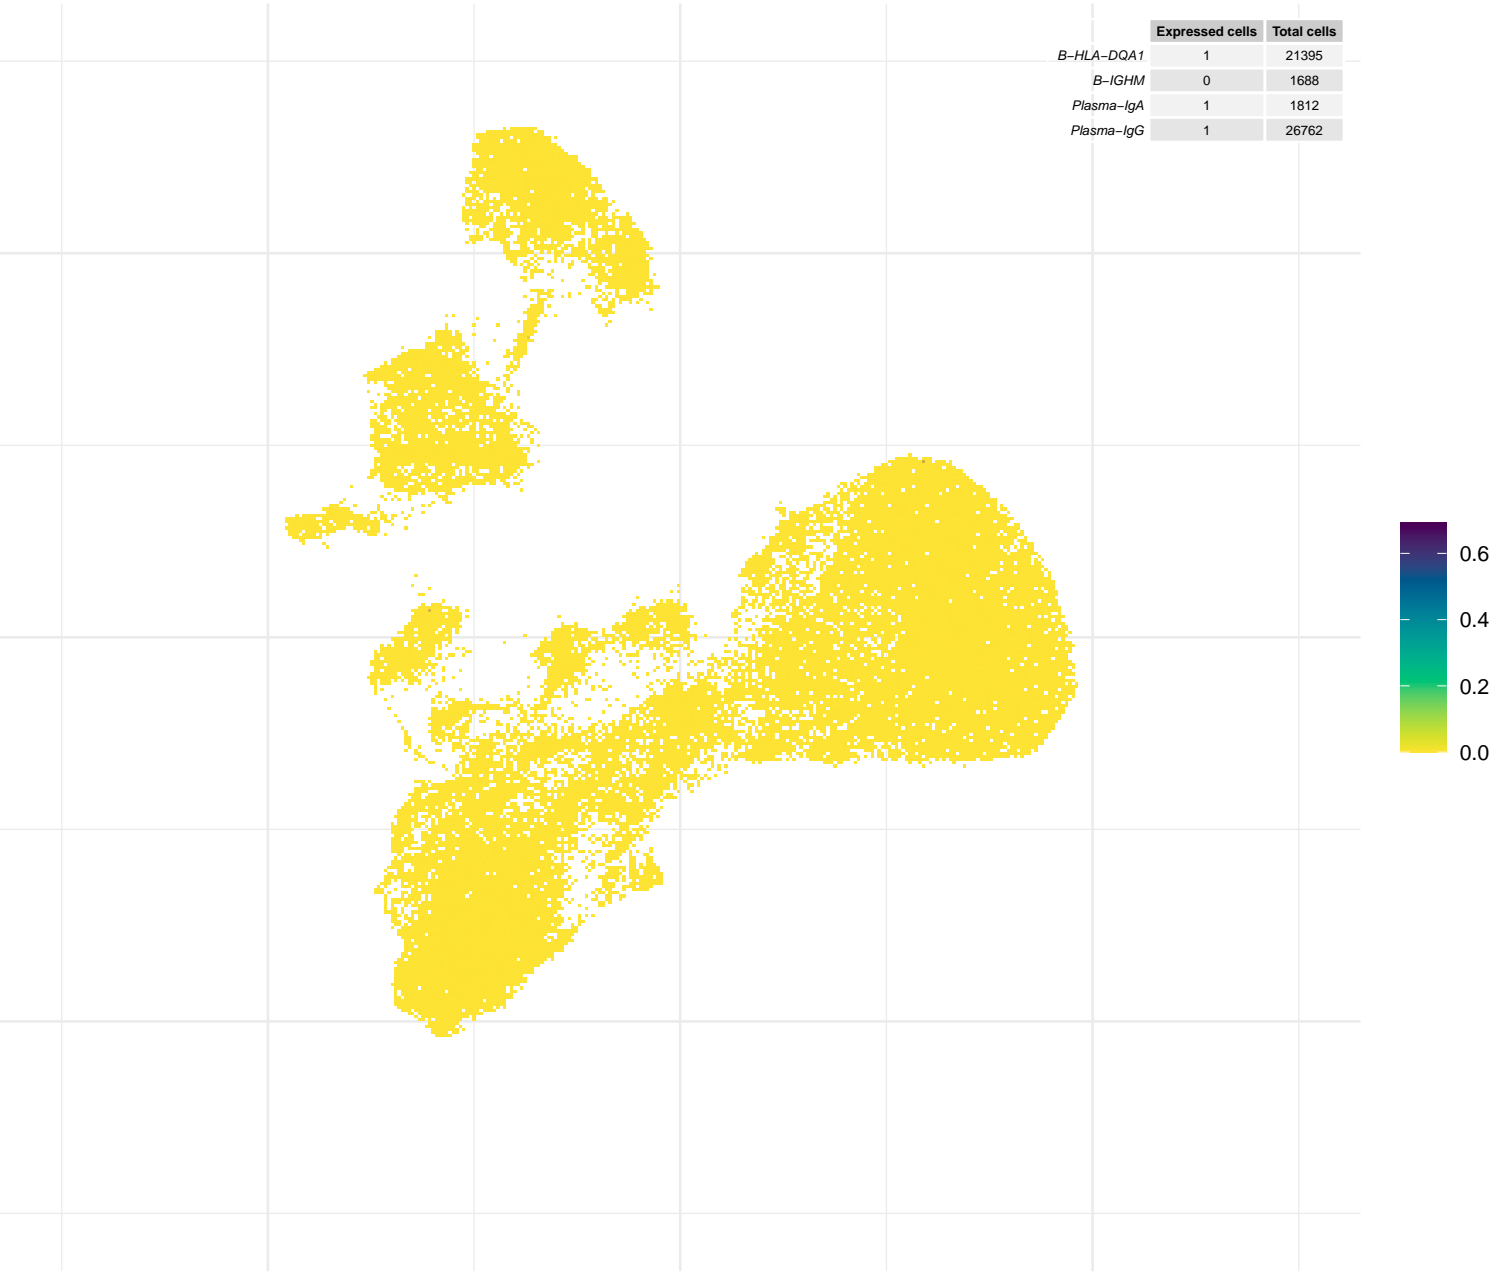 Expressed cells Total cells
B−HLA−DQA1 1 21395
B−IGHM 0 1688
Plasma−IgA 1 1812
Plasma−IgG 1 26762
0.6
0.4
0.2
0.0